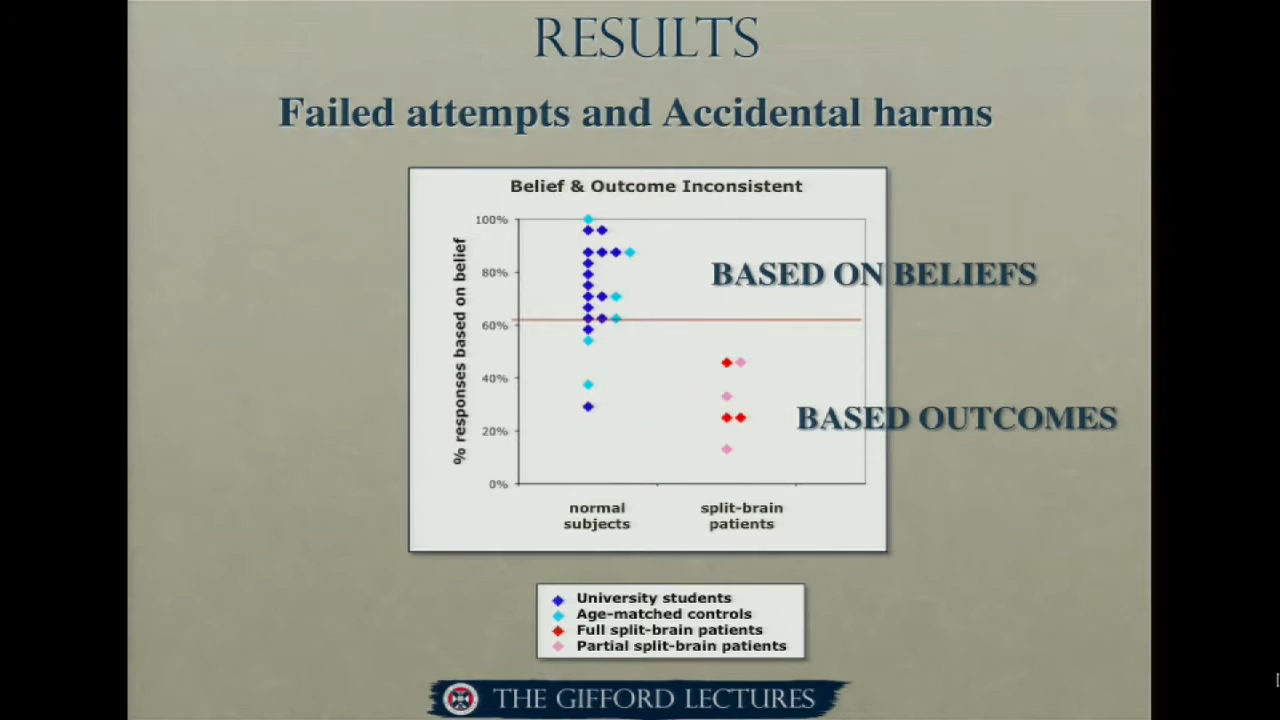 RESULTS
Failed attempts and Accidental harms
Belief & Outcome Inconsistent
% responses based on belief
100%
80%
60%
40%
20%
0%
BASED ON BELIEFS
BASED OUTCOMES
normal subjects
split-brain patients
University students
Age-matched controls
Full split-brain patients
Partial split-brain patients
THE GIFFORD LECTURES